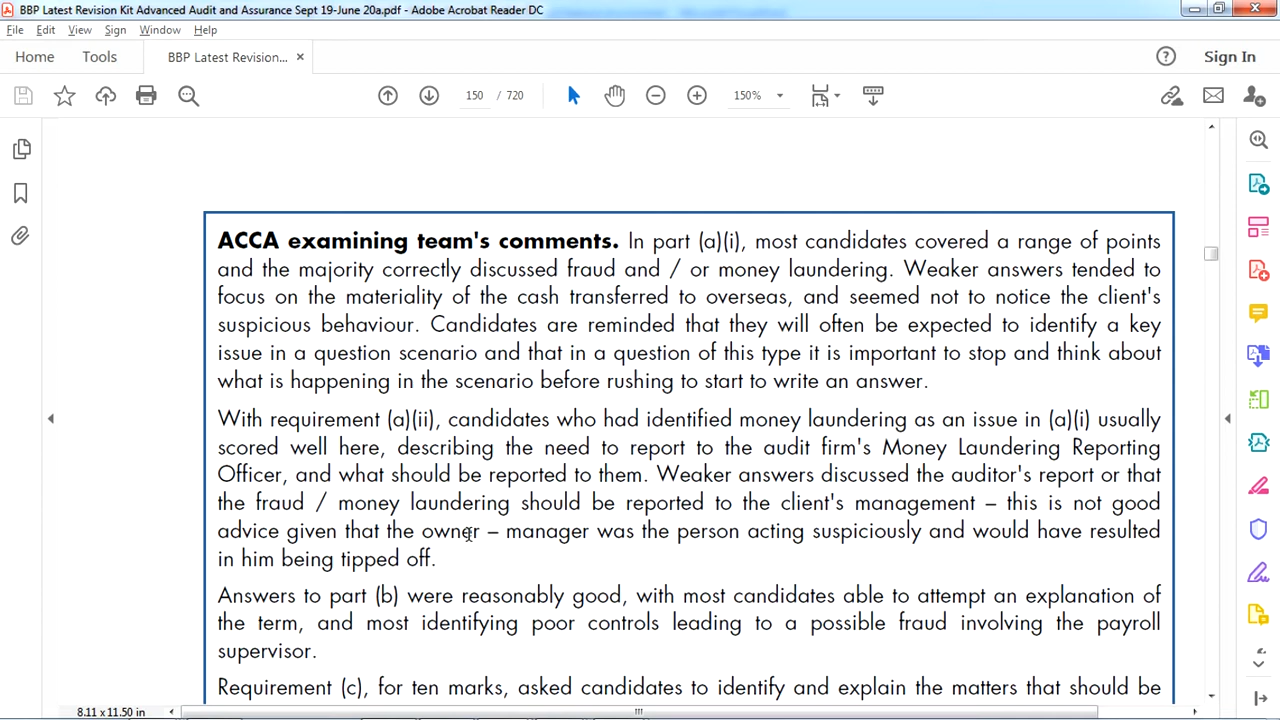 BBP Latest Revision Kit Advanced Audit and Assurance Sept 19-June 20a.pdf - Adobe Acrobat Reader DC
File Edit View Sign Window Help
Home Tools BBP Latest Revision... ×
Sign In
150 / 720 150%
ACCA examining team's comments. In part (a)(i), most candidates covered a range of points
and the majority correctly discussed fraud and / or money laundering. Weaker answers tended to
focus on the materiality of the cash transferred to overseas, and seemed not to notice the client's
suspicious behaviour. Candidates are reminded that they will often be expected to identify a key
issue in a question scenario and that in a question of this type it is important to stop and think about
what is happening in the scenario before rushing to start to write an answer.
With requirement (a)(ii), candidates who had identified money laundering as an issue in (a)(i) usually
scored well here, describing the need to report to the audit firm's Money Laundering Reporting
Officer, and what should be reported to them. Weaker answers discussed the auditor's report or that
the fraud / money laundering should be reported to the client's management – this is not good
advice given that the owner – manager was the person acting suspiciously and would have resulted
in him being tipped off.
Answers to part (b) were reasonably good, with most candidates able to attempt an explanation of
the term, and most identifying poor controls leading to a possible fraud involving the payroll
supervisor.
Requirement (c), for ten marks, asked candidates to identify and explain the matters that should be
8.11 x 11.50 in